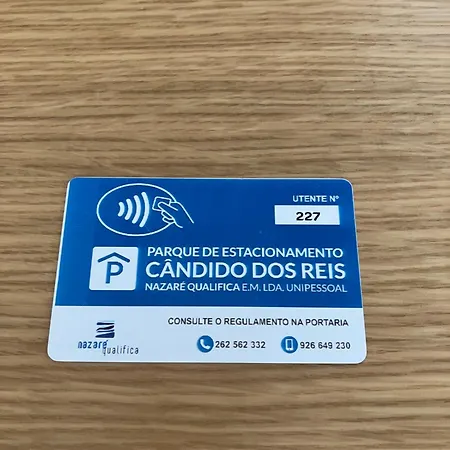 UTENTE Nº
227
PARQUE DE ESTACIONAMENTO
P
CÂNDIDO DOS REIS
NAZARÉ QUALIFICA E.M. LDA. UNIPESSOAL
CONSULTE O REGULAMENTO NA PORTARIA
nazaré
qualifica
262 562 332
926 649 230